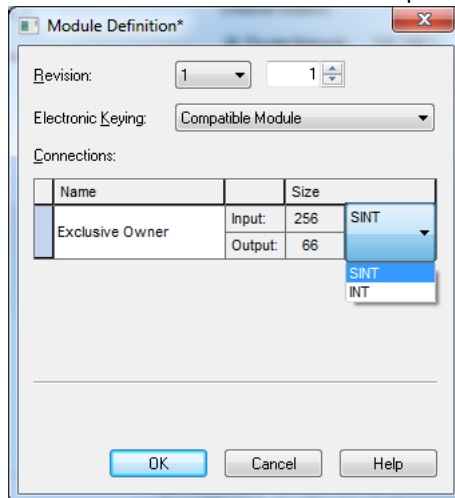 Module Definition*
Revision: 1 1
Electronic Keying: Compatible Module
Connections:
Name Size
Exclusive Owner Input: 256 SINT
Output: 66
SINT
INT
OK Cancel Help